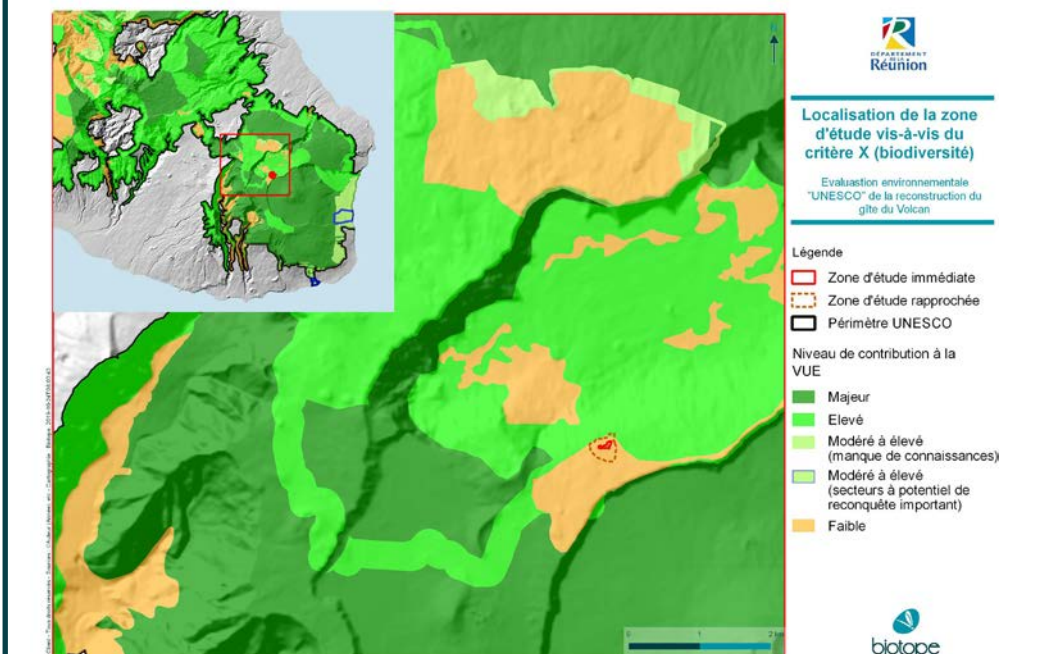 N
DÉPARTEMENT
DE LA
Réunion
Localisation de la zone
d'étude vis-à-vis du
critère X (biodiversité)
Evaluastion environnementale
"UNESCO" de la reconstruction du
gîte du Volcan
Légende
Zone d'étude immédiate
Zone d'étude rapprochée
Périmètre UNESCO
Niveau de contribution à la
VUE
Majeur
Elevé
Modéré à élevé
(manque de connaissances)
Modéré à élevé
(secteurs à potentiel de
reconquête important)
Faible
0 1 2 km
biotope